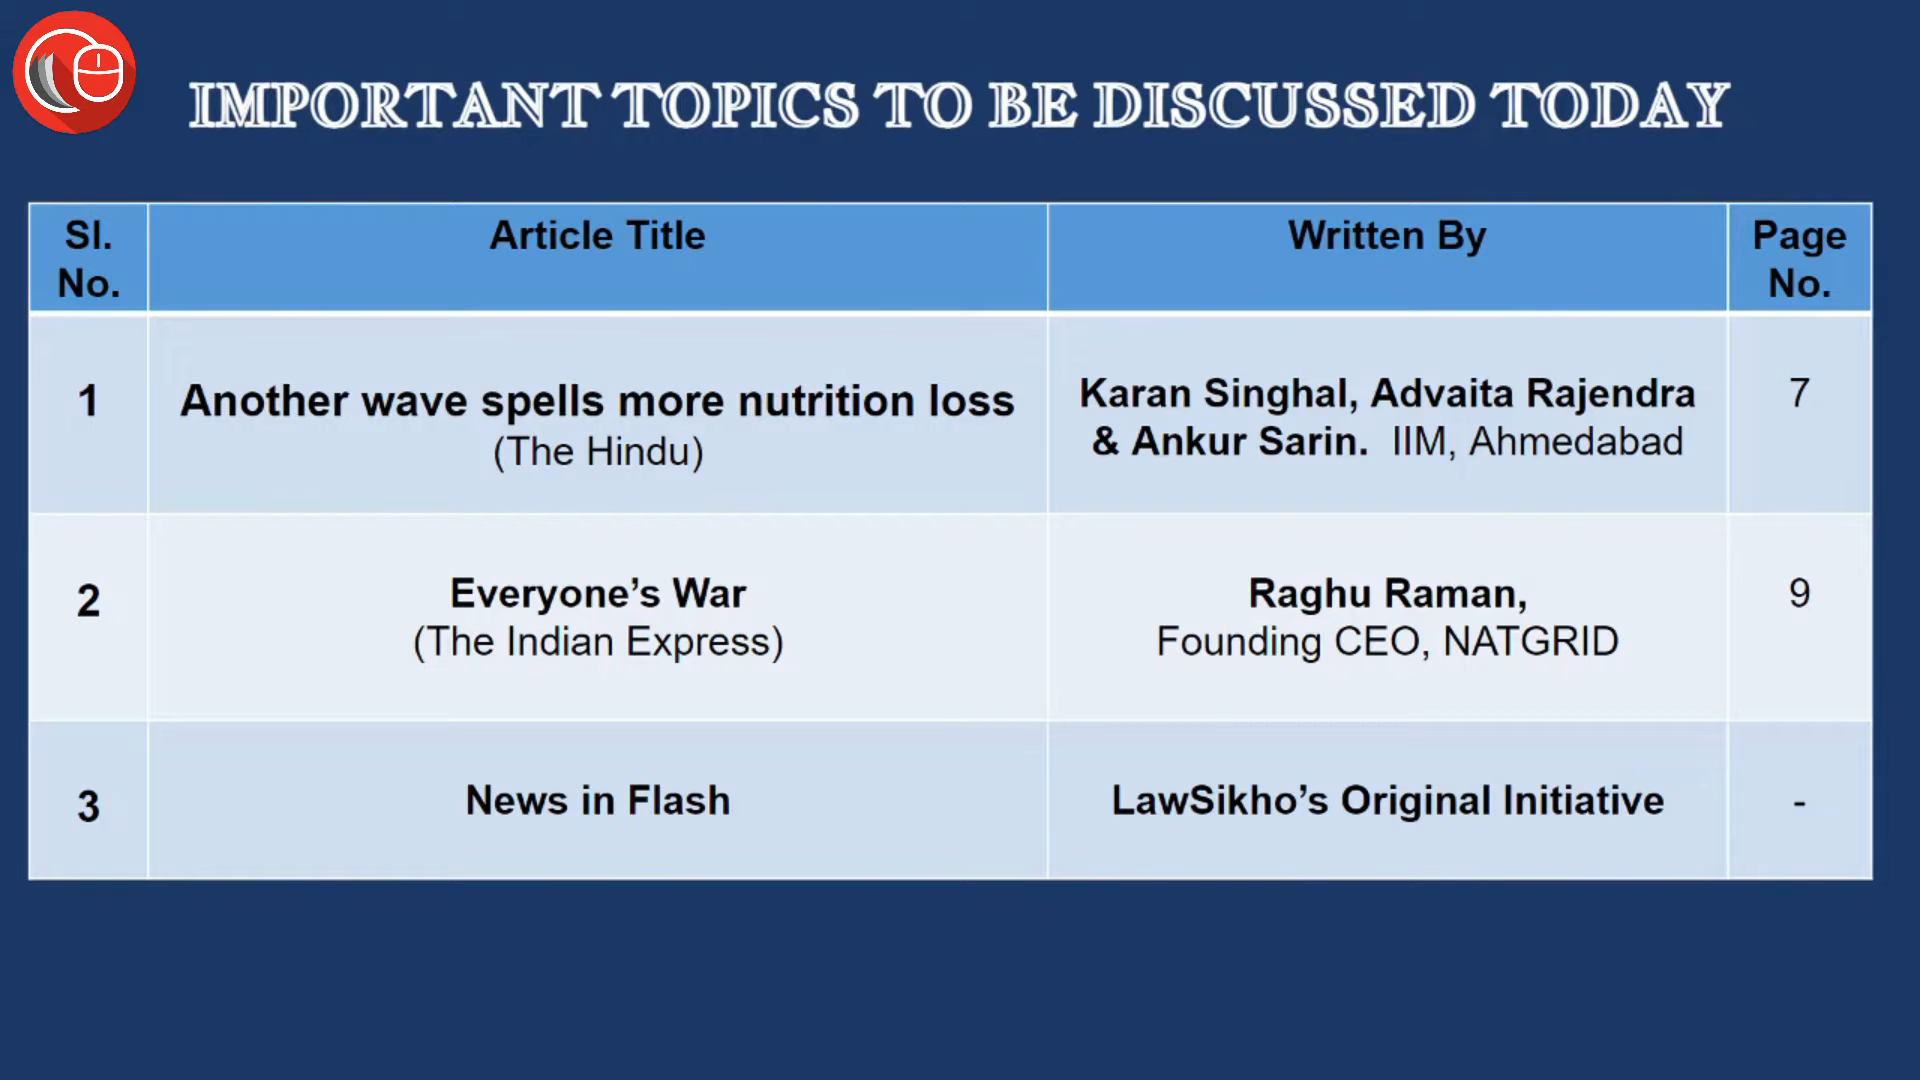 IMPORTANT TOPICS TO BE DISCUSSED TODAY
Sl. No.
Article Title
Written By
Page No.
1
Another wave spells more nutrition loss
(The Hindu)
Karan Singhal, Advaita Rajendra
& Ankur Sarin. IIM, Ahmedabad
7
2
Everyone’s War
(The Indian Express)
Raghu Raman,
Founding CEO, NATGRID
9
3
News in Flash
LawSikho’s Original Initiative
-